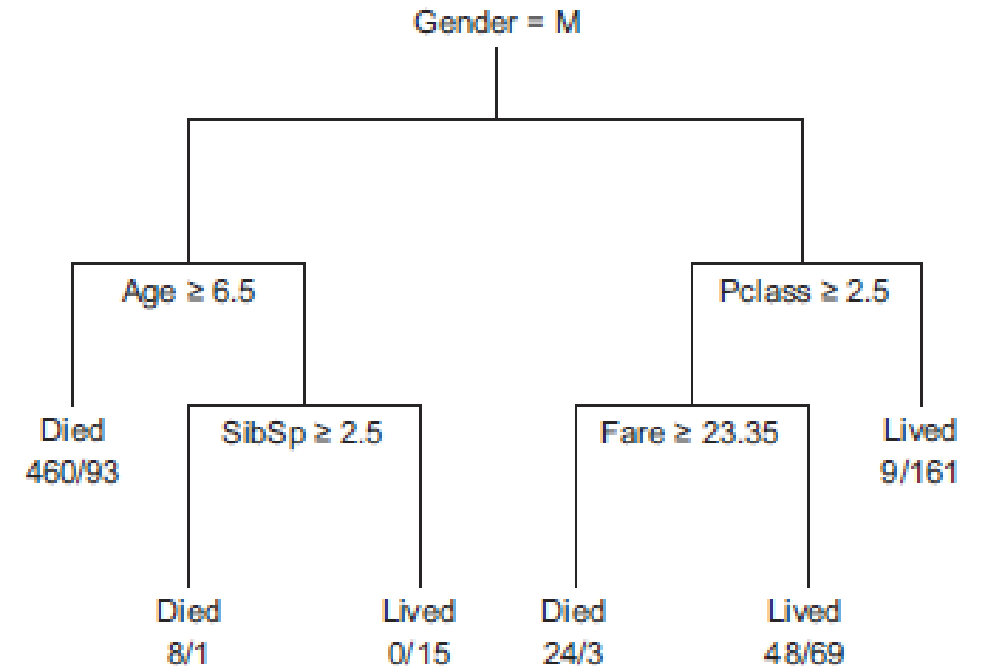 Gender = M
Age ≥ 6.5
Pclass ≥ 2.5
Died
460/93
SibSp ≥ 2.5
Fare ≥ 23.35
Lived
9/161
Died
8/1
Lived
0/15
Died
24/3
Lived
48/69